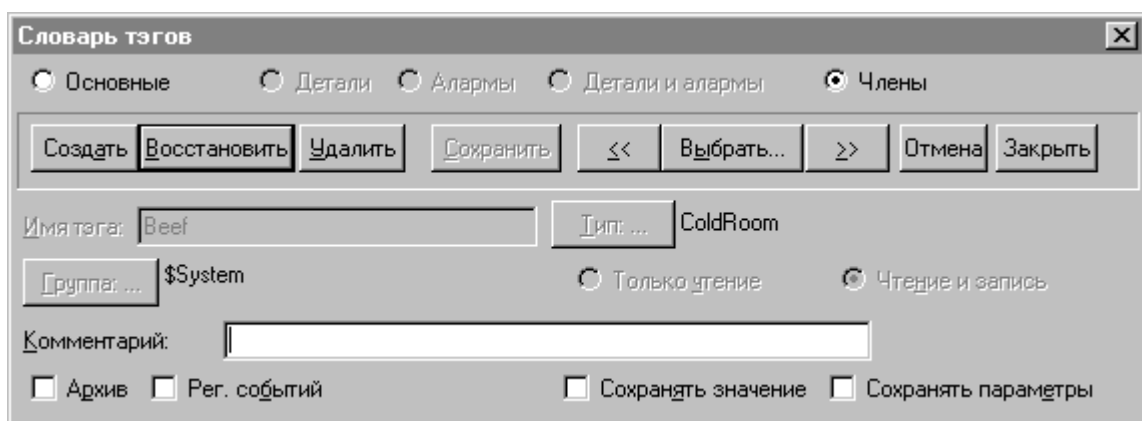 Словарь тэгов
Основные Детали Алармы Детали и алармы Члены
Создать Восстановить Удалить Сохранить << Выбрать... >> Отмена Закрыть
Имя тэга: Beef Тип: ... ColdRoom
Группа: ... $System Только чтение Чтение и запись
Комментарий:
Архив Рег. событий Сохранять значение Сохранять параметры